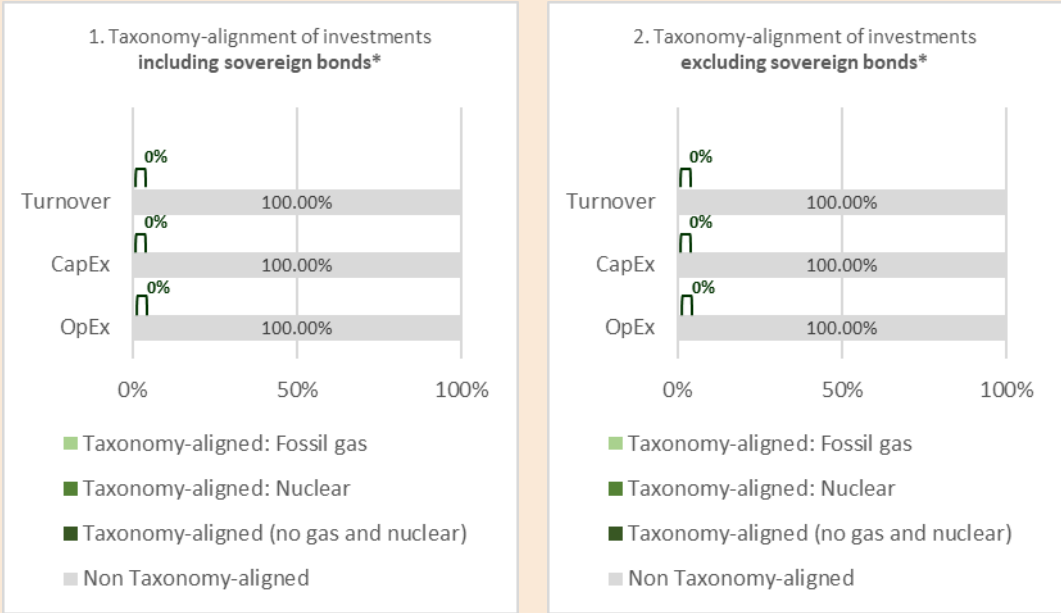 1. Taxonomy-alignment of investments
including sovereign bonds*
0%
Turnover
100.00%
0%
CapEx
100.00%
0%
OpEx
100.00%
0% 50% 100%
Taxonomy-aligned: Fossil gas
Taxonomy-aligned: Nuclear
Taxonomy-aligned (no gas and nuclear)
Non Taxonomy-aligned
2. Taxonomy-alignment of investments
excluding sovereign bonds*
0%
Turnover
100.00%
0%
CapEx
100.00%
0%
OpEx
100.00%
0% 50% 100%
Taxonomy-aligned: Fossil gas
Taxonomy-aligned: Nuclear
Taxonomy-aligned (no gas and nuclear)
Non Taxonomy-aligned